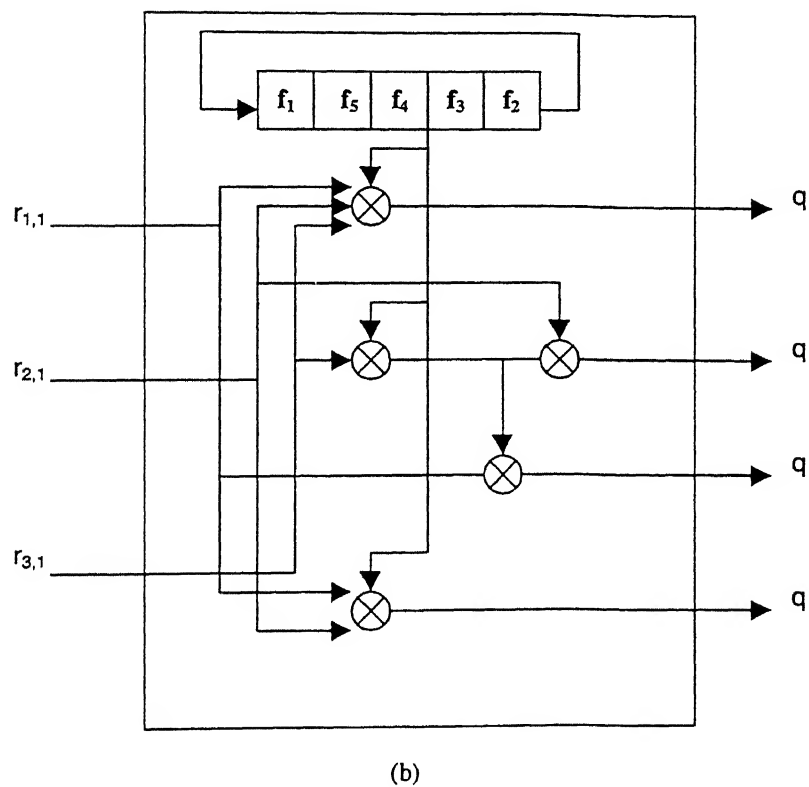 f₁ f₅ f₄ f₃ f₂
r₁,₁
q
r₂,₁
q
q
r₃,₁
q
(b)